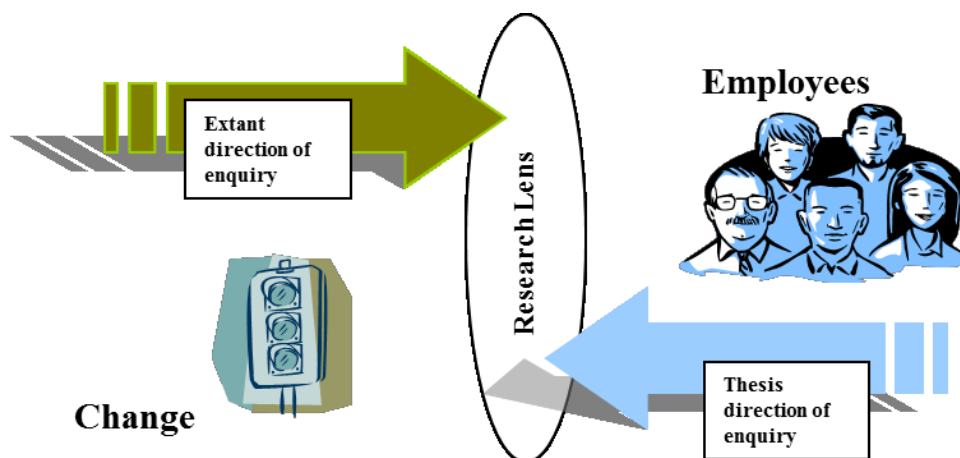 Extant
direction of
enquiry
Employees
Research Lens
Change
Thesis
direction of
enquiry